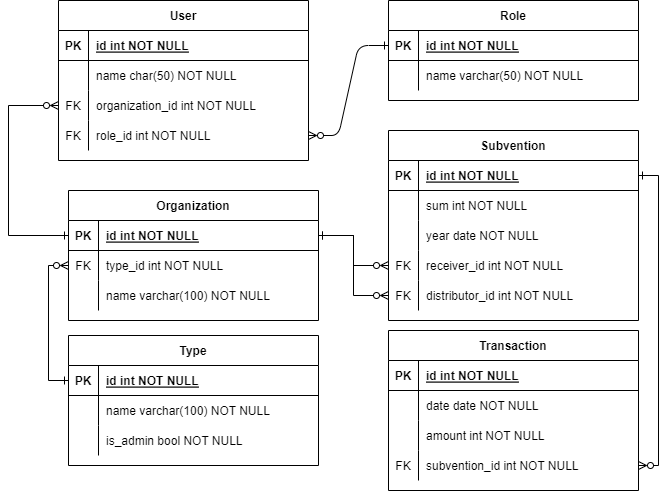 User
PK id int NOT NULL
name char(50) NOT NULL
FK organization_id int NOT NULL
FK role_id int NOT NULL
Role
PK id int NOT NULL
name varchar(50) NOT NULL
Organization
PK id int NOT NULL
FK type_id int NOT NULL
name varchar(100) NOT NULL
Subvention
PK id int NOT NULL
sum int NOT NULL
year date NOT NULL
FK receiver_id int NOT NULL
FK distributor_id int NOT NULL
Type
PK id int NOT NULL
name varchar(100) NOT NULL
is_admin bool NOT NULL
Transaction
PK id int NOT NULL
date date NOT NULL
amount int NOT NULL
FK subvention_id int NOT NULL